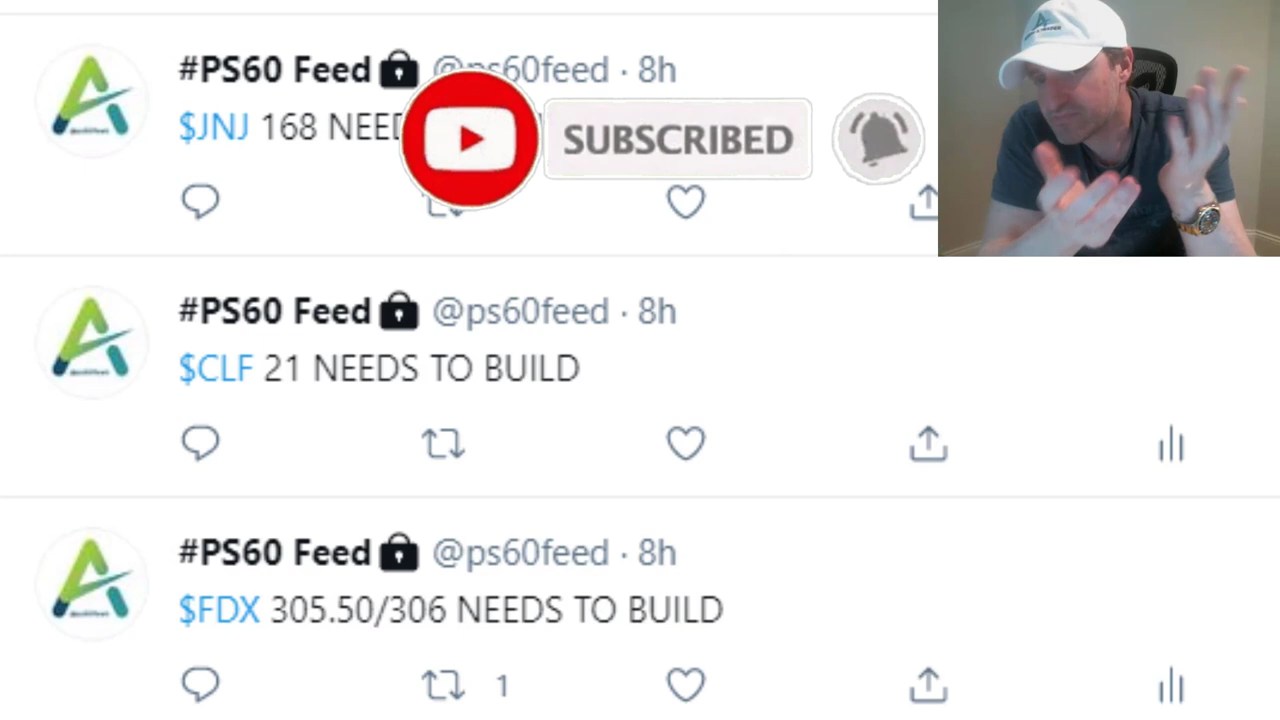 #PS60 Feed @ps60feed · 8h
$JNJ 168
SUBSCRIBED
#PS60 Feed @ps60feed · 8h
$CLF 21 NEEDS TO BUILD
#PS60 Feed @ps60feed · 8h
$FDX 305.50/306 NEEDS TO BUILD
1